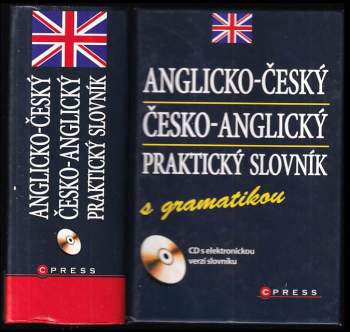 ANGLICKO-ČESKÝ
ČESKO-ANGLICKÝ
PRAKTICKÝ SLOVNÍK
CPRESS
ANGLICKO-ČESKÝ
ČESKO-ANGLICKÝ
PRAKTICKÝ SLOVNÍK
s gramatikou
CD s elektronickou
verzí slovníku
CPRESS